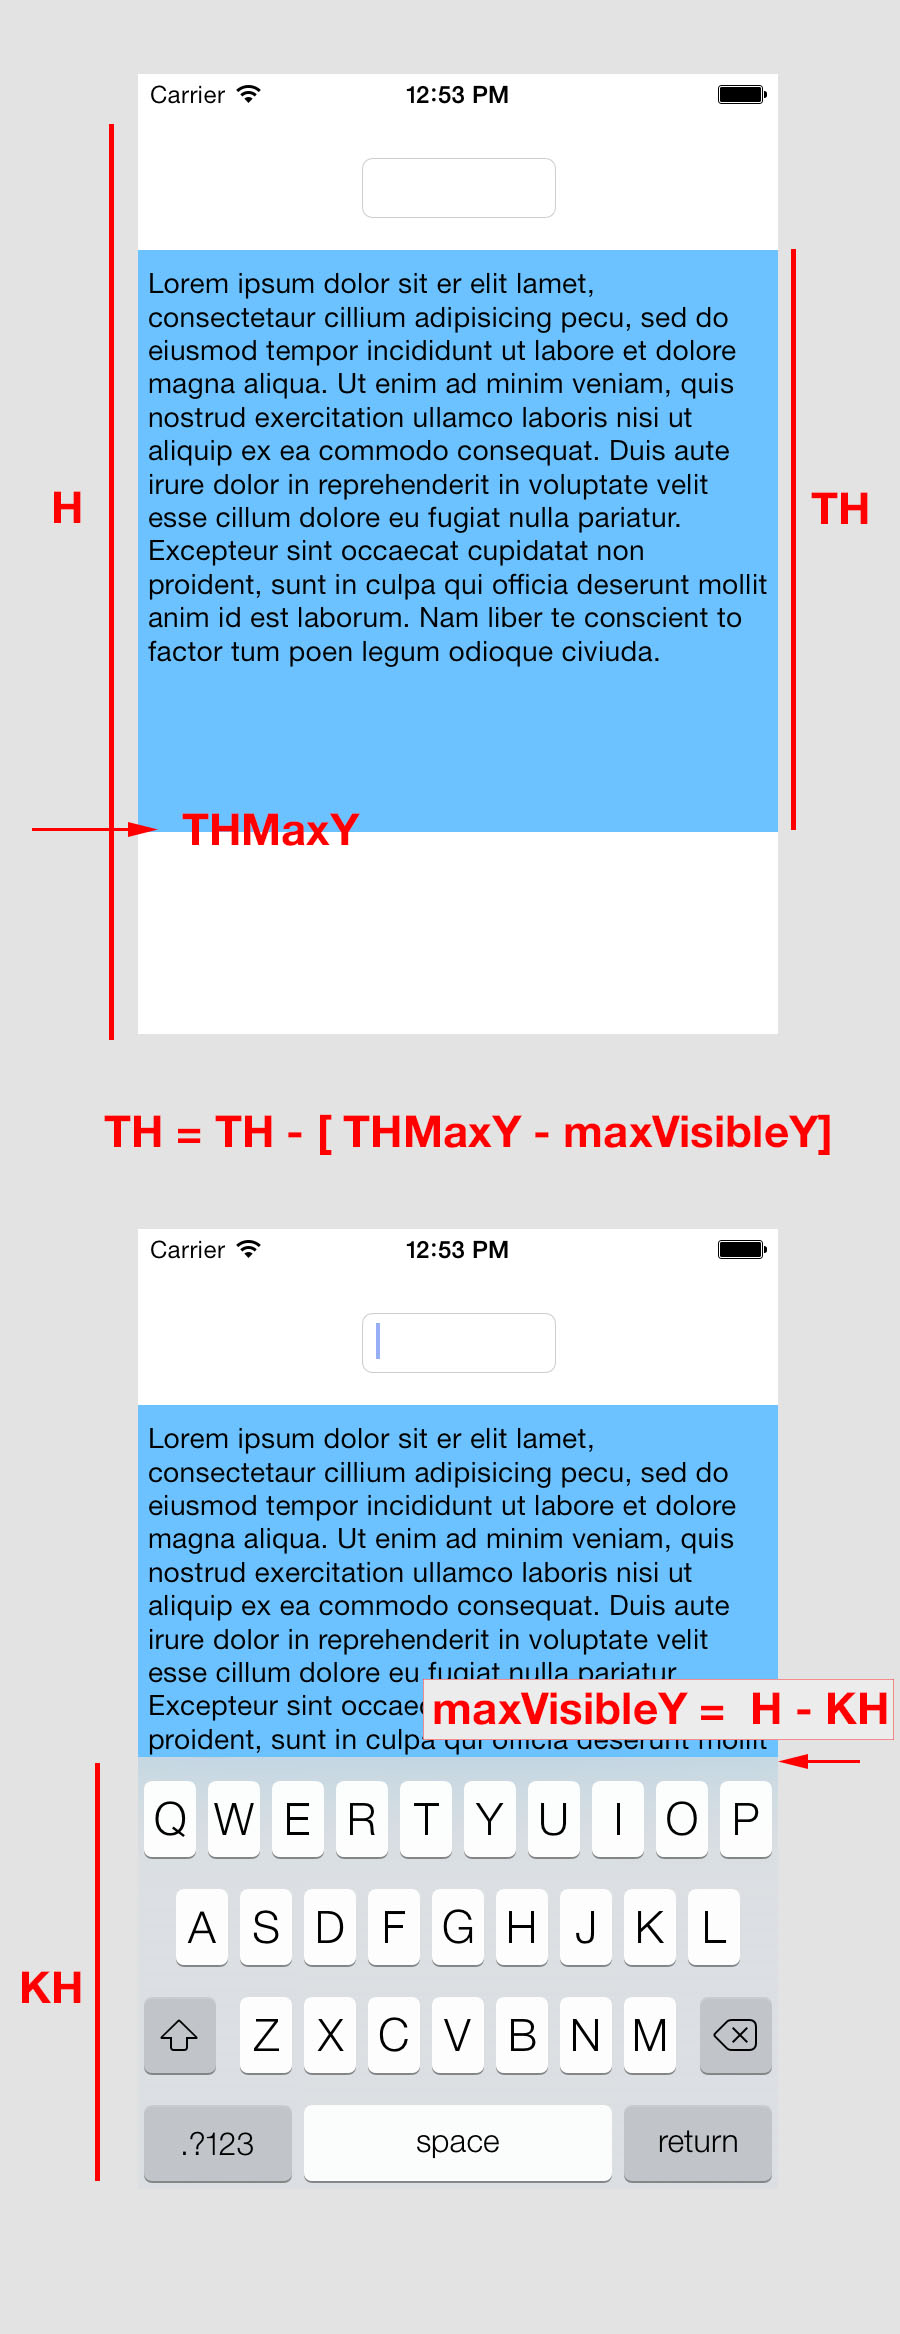 Carrier 12:53 PM
Lorem ipsum dolor sit er elit lamet,
consectetaur cillium adipisicing pecu, sed do
eiusmod tempor incididunt ut labore et dolore
magna aliqua. Ut enim ad minim veniam, quis
nostrud exercitation ullamco laboris nisi ut
aliquip ex ea commodo consequat. Duis aute
irure dolor in reprehenderit in voluptate velit
H
TH
esse cillum dolore eu fugiat nulla pariatur.
Excepteur sint occaecat cupidatat non
proident, sunt in culpa qui officia deserunt mollit
anim id est laborum. Nam liber te conscient to
factor tum poen legum odioque civiuda.
THMaxY
TH = TH - [ THMaxY - maxVisibleY]
Carrier 12:53 PM
Lorem ipsum dolor sit er elit lamet,
consectetaur cillium adipisicing pecu, sed do
eiusmod tempor incididunt ut labore et dolore
magna aliqua. Ut enim ad minim veniam, quis
nostrud exercitation ullamco laboris nisi ut
aliquip ex ea commodo consequat. Duis aute
irure dolor in reprehenderit in voluptate velit
esse cillum dolore eu fugiat nulla pariatur.
Excepteur sint occae
maxVisibleY = H - KH
proident, sunt in culpa qui officia deserunt mollit
Q W E R T Y U I O P
A S D F G H J K L
KH
Z X C V B N M
.?123 space return